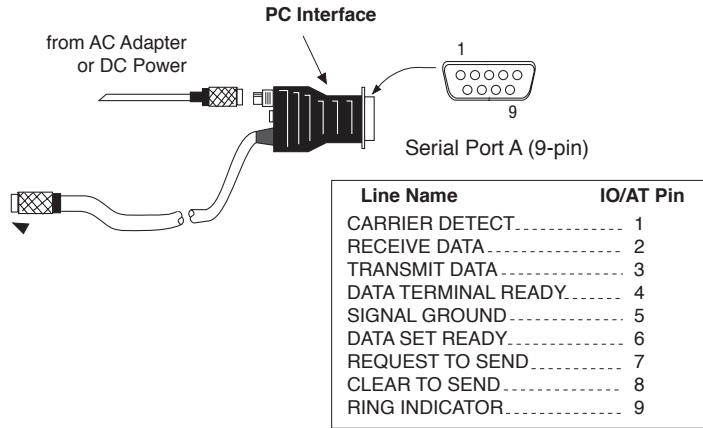 PC Interface
from AC Adapter
or DC Power
1
9
Serial Port A (9-pin)
Line Name IO/AT Pin
CARRIER DETECT 1
RECEIVE DATA 2
TRANSMIT DATA 3
DATA TERMINAL READY 4
SIGNAL GROUND 5
DATA SET READY 6
REQUEST TO SEND 7
CLEAR TO SEND 8
RING INDICATOR 9